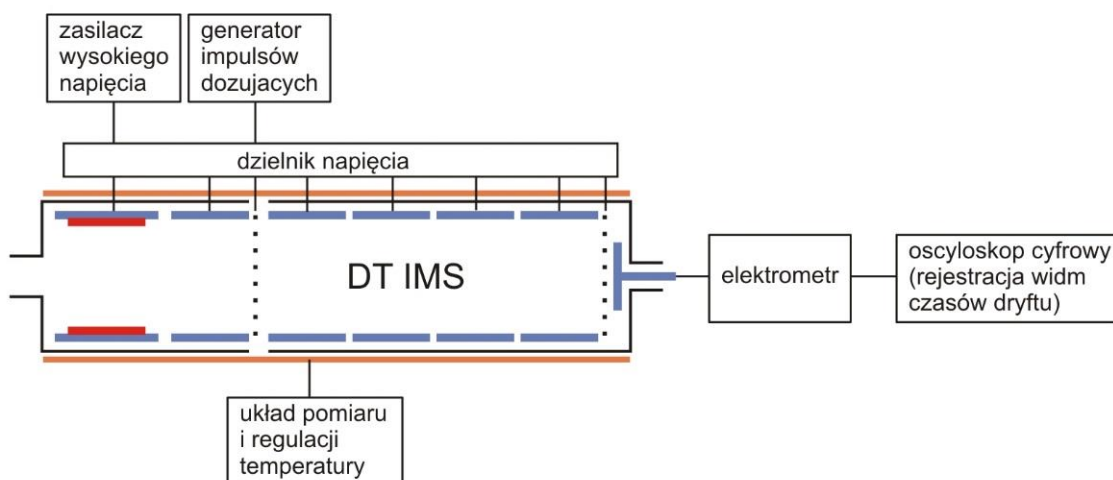 zasilacz
wysokiego
napięcia
generator
impulsów
dozujacych
dzielnik napięcia
DT IMS
elektrometr
oscyloskop cyfrowy
(rejestracja widm
czasów dryftu)
układ pomiaru
i regulacji
temperatury